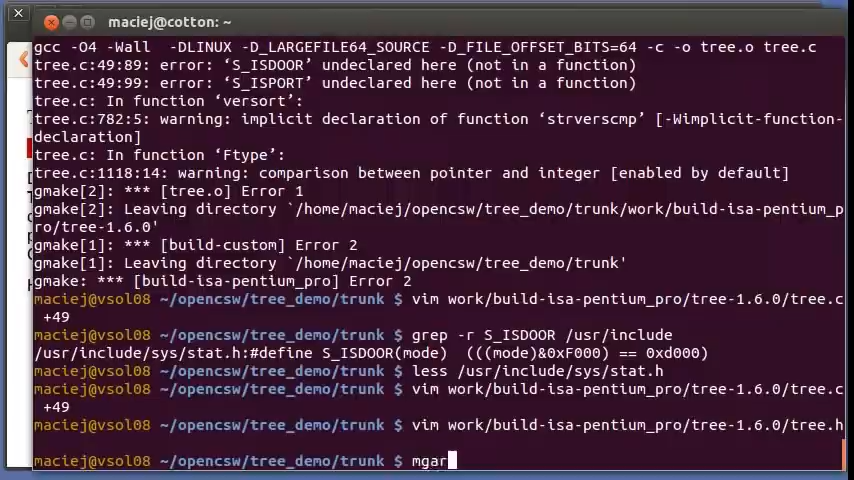 maciej@cotton: ~
gcc -O4 -Wall  -DLINUX -D_LARGEFILE64_SOURCE -D_FILE_OFFSET_BITS=64 -c -o tree.o tree.c
tree.c:49:89: error: ‘S_ISDOOR’ undeclared here (not in a function)
tree.c:49:99: error: ‘S_ISPORT’ undeclared here (not in a function)
tree.c: In function ‘versort’:
tree.c:782:5: warning: implicit declaration of function ‘strverscmp’ [-Wimplicit-function-
declaration]
tree.c: In function ‘Ftype’:
tree.c:1118:14: warning: comparison between pointer and integer [enabled by default]
gmake[2]: *** [tree.o] Error 1
gmake[2]: Leaving directory `/home/maciej/opencsw/tree_demo/trunk/work/build-isa-pentium_p
ro/tree-1.6.0'
gmake[1]: *** [build-custom] Error 2
gmake[1]: Leaving directory `/home/maciej/opencsw/tree_demo/trunk'
gmake: *** [build-isa-pentium_pro] Error 2
maciej@vsol08 ~/opencsw/tree_demo/trunk $ vim work/build-isa-pentium_pro/tree-1.6.0/tree.c
+49
maciej@vsol08 ~/opencsw/tree_demo/trunk $ grep -r S_ISDOOR /usr/include
/usr/include/sys/stat.h:#define S_ISDOOR(mode)  (((mode)&0xF000) == 0xd000)
maciej@vsol08 ~/opencsw/tree_demo/trunk $ less /usr/include/sys/stat.h
maciej@vsol08 ~/opencsw/tree_demo/trunk $ vim work/build-isa-pentium_pro/tree-1.6.0/tree.c
+49
maciej@vsol08 ~/opencsw/tree_demo/trunk $ vim work/build-isa-pentium_pro/tree-1.6.0/tree.h
maciej@vsol08 ~/opencsw/tree_demo/trunk $ mgar